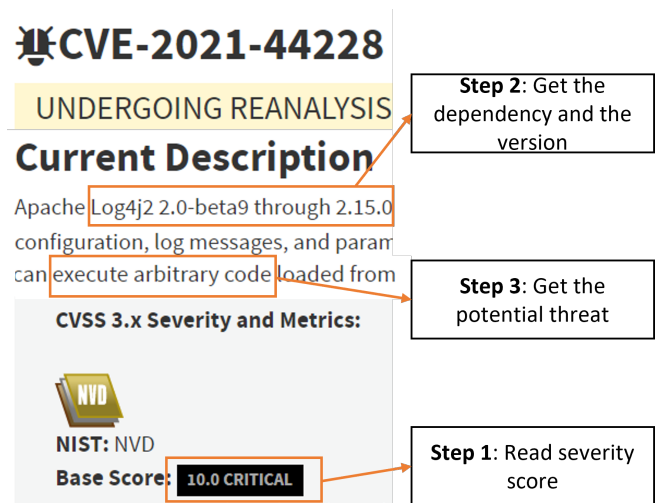 CVE-2021-44228
UNDERGOING REANALYSIS
Current Description
Apache Log4j2 2.0-beta9 through 2.15.0
configuration, log messages, and param
can execute arbitrary code loaded from
CVSS 3.x Severity and Metrics:
NVD
NIST: NVD
Base Score: 10.0 CRITICAL
Step 2: Get the
dependency and the
version
Step 3: Get the
potential threat
Step 1: Read severity
score